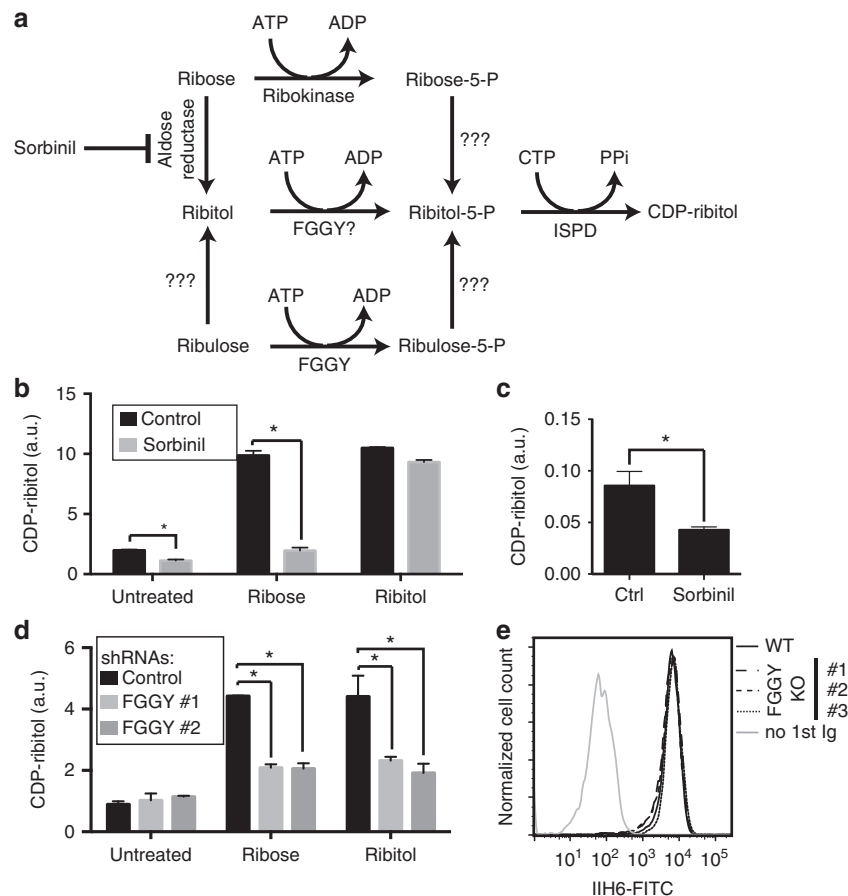 a
ATP ADP
Ribose Ribokinase Ribose-5-P
Sorbinil
Aldose
reductase
???
ATP ADP CTP PPi
Ribitol FGGY? Ribitol-5-P ISPD CDP-ribitol
??? ATP ADP ???
Ribulose FGGY Ribulose-5-P
b
CDP-ribitol (a.u.)
15
10
5
0
Control
Sorbinil
*
*
Untreated Ribose Ribitol
c
CDP-ribitol (a.u.)
0.15
0.10
0.05
0.00
*
Ctrl Sorbinil
d
CDP-ribitol (a.u.)
6
4
2
0
shRNAs:
Control
FGGY #1
FGGY #2
*
*
*
*
Untreated Ribose Ribitol
e
Normalized cell count
WT
FGGY
KO
#1
#2
#3
no 1st Ig
10¹ 10² 10³ 10⁴ 10⁵
IIH6-FITC